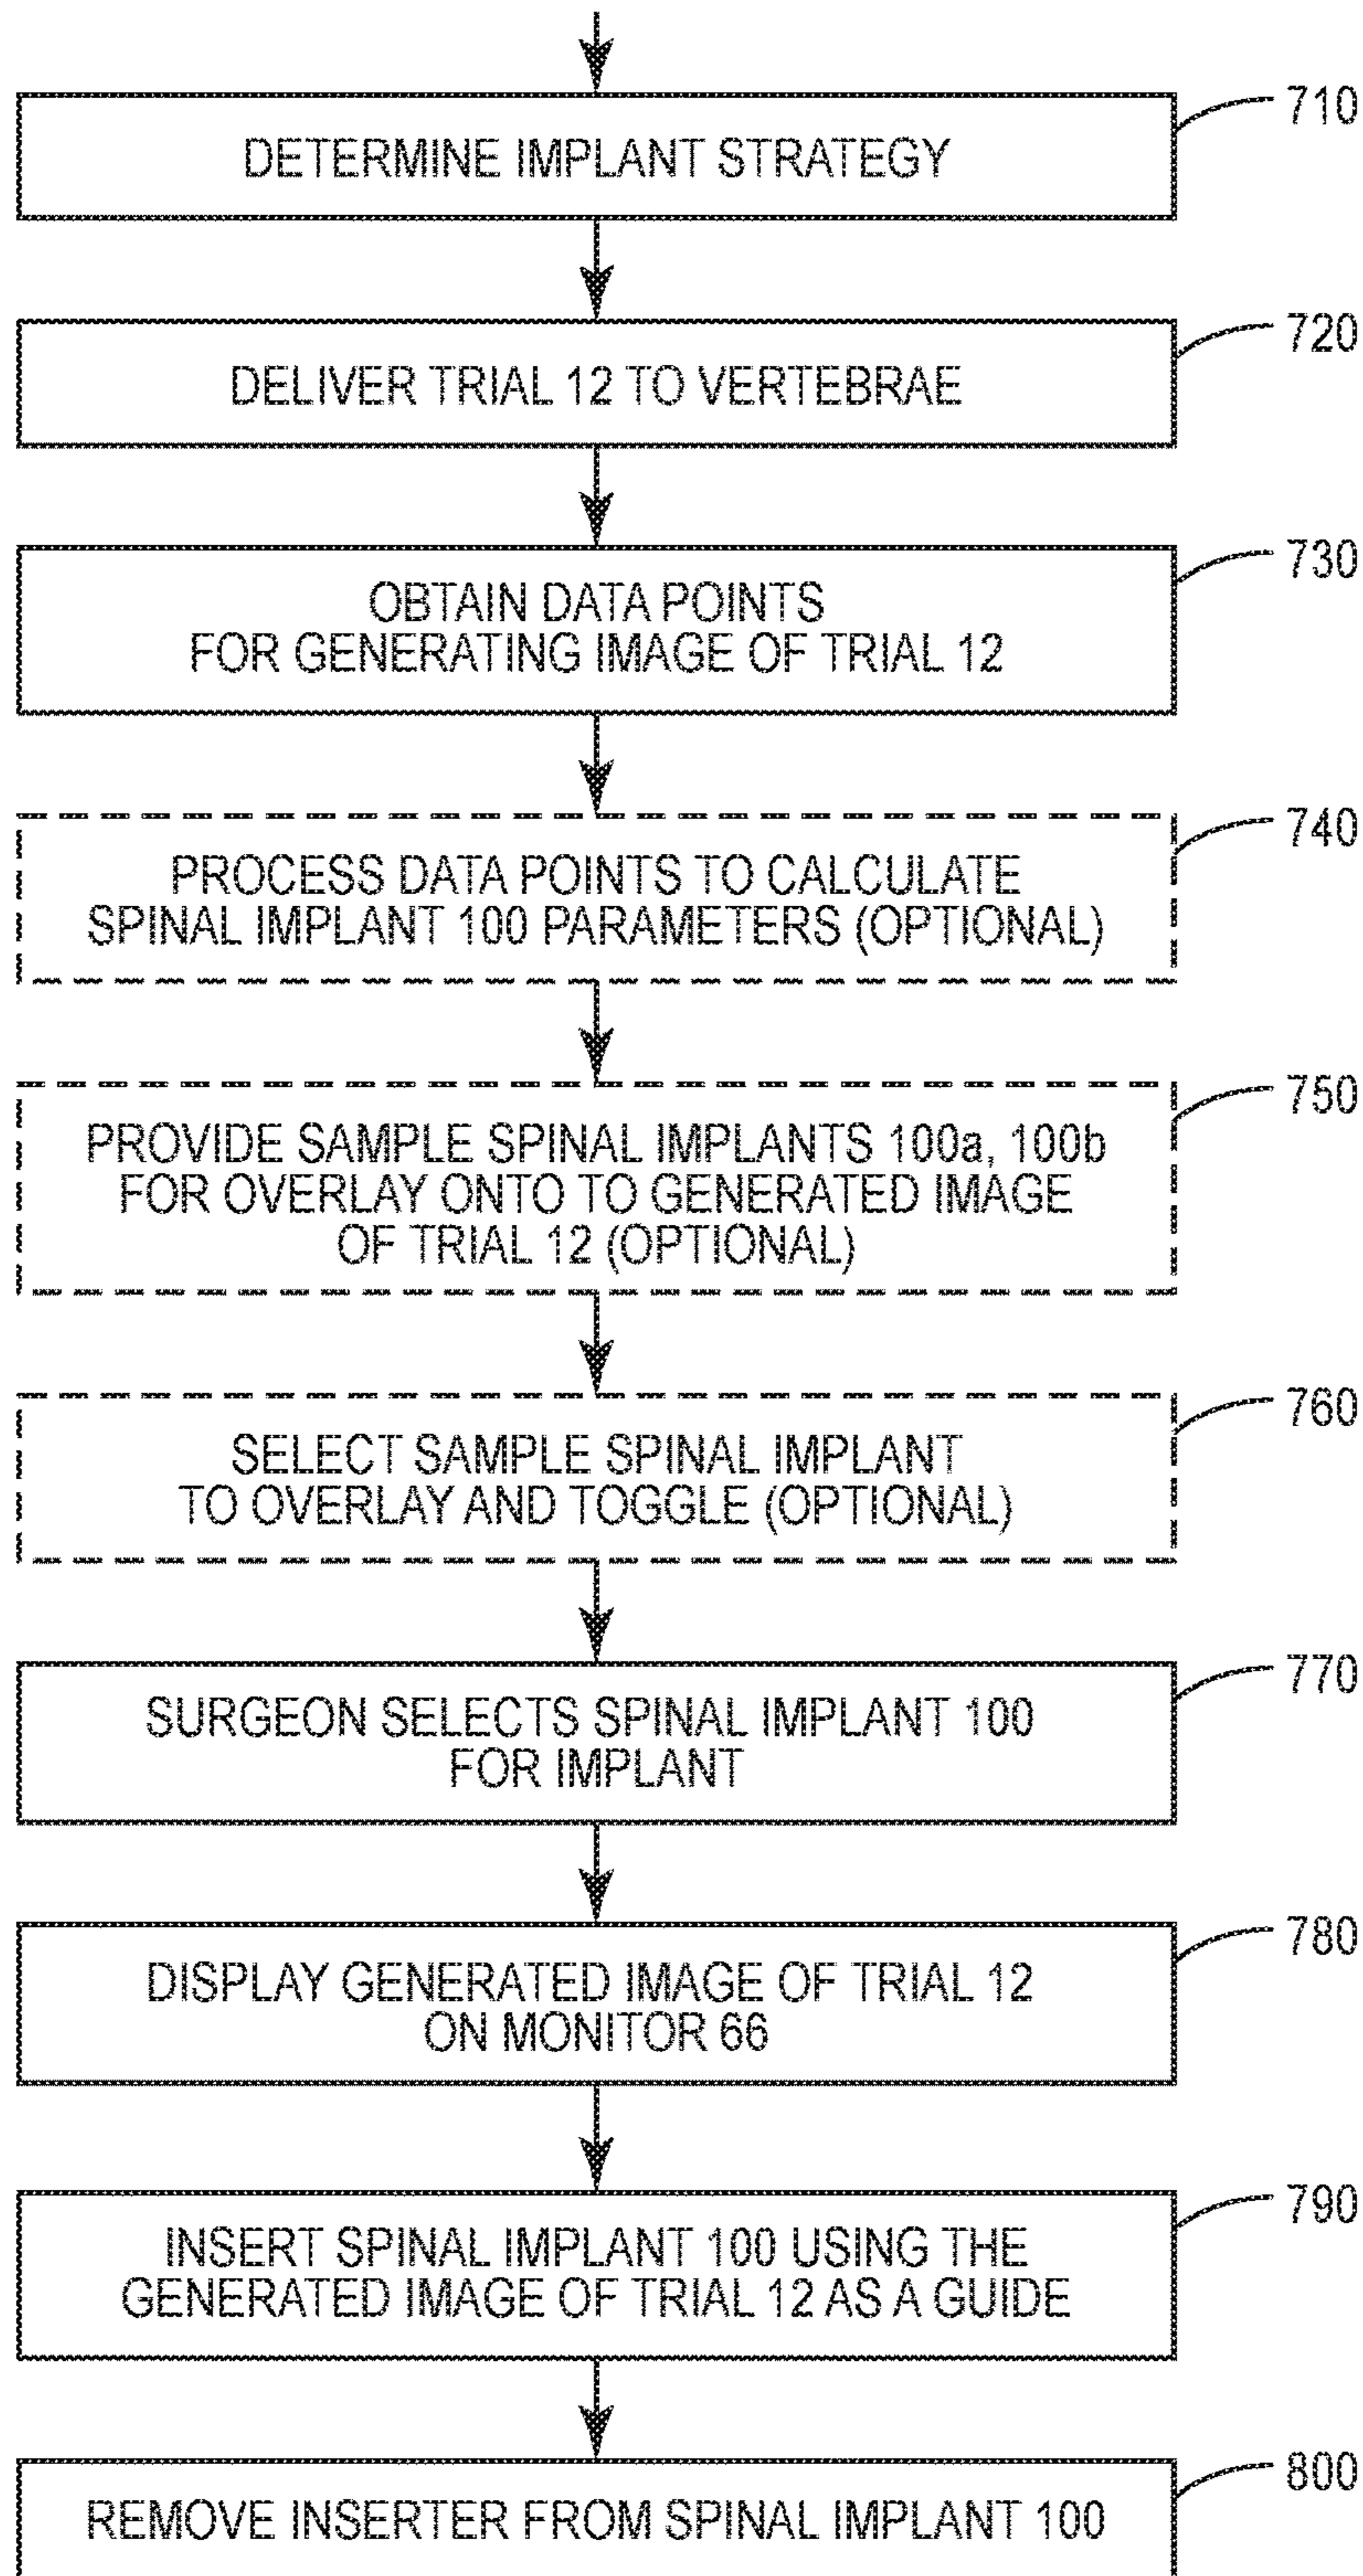 DETERMINE IMPLANT STRATEGY
710
DELIVER TRIAL 12 TO VERTEBRAE
720
OBTAIN DATA POINTS
FOR GENERATING IMAGE OF TRIAL 12
730
PROCESS DATA POINTS TO CALCULATE
SPINAL IMPLANT 100 PARAMETERS (OPTIONAL)
740
PROVIDE SAMPLE SPINAL IMPLANTS 100a, 100b
FOR OVERLAY ONTO TO GENERATED IMAGE
OF TRIAL 12 (OPTIONAL)
750
SELECT SAMPLE SPINAL IMPLANT
TO OVERLAY AND TOGGLE (OPTIONAL)
760
SURGEON SELECTS SPINAL IMPLANT 100
FOR IMPLANT
770
DISPLAY GENERATED IMAGE OF TRIAL 12
ON MONITOR 66
780
INSERT SPINAL IMPLANT 100 USING THE
GENERATED IMAGE OF TRIAL 12 AS A GUIDE
790
REMOVE INSERTER FROM SPINAL IMPLANT 100
800